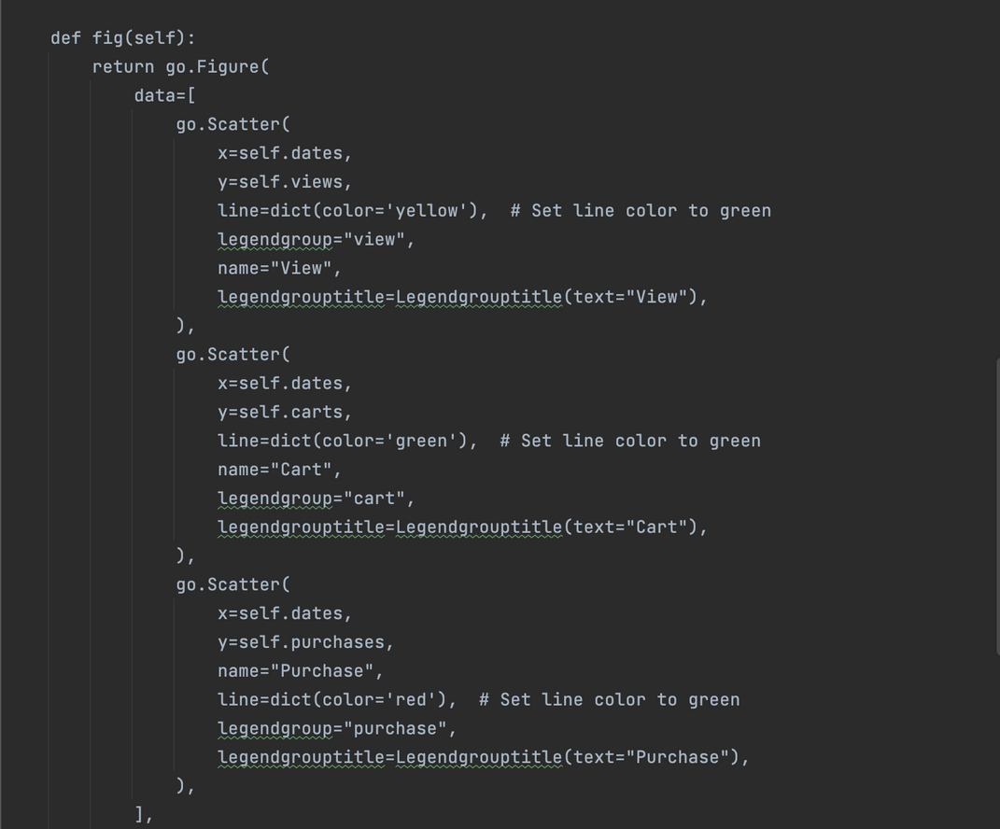 def fig(self):
    return go.Figure(
        data=[
            go.Scatter(
                x=self.dates,
                y=self.views,
                line=dict(color='yellow'),  # Set line color to green
                legendgroup="view",
                name="View",
                legendgrouptitle=Legendgrouptitle(text="View"),
            ),
            go.Scatter(
                x=self.dates,
                y=self.carts,
                line=dict(color='green'),  # Set line color to green
                name="Cart",
                legendgroup="cart",
                legendgrouptitle=Legendgrouptitle(text="Cart"),
            ),
            go.Scatter(
                x=self.dates,
                y=self.purchases,
                name="Purchase",
                line=dict(color='red'),  # Set line color to green
                legendgroup="purchase",
                legendgrouptitle=Legendgrouptitle(text="Purchase"),
            ),
        ],